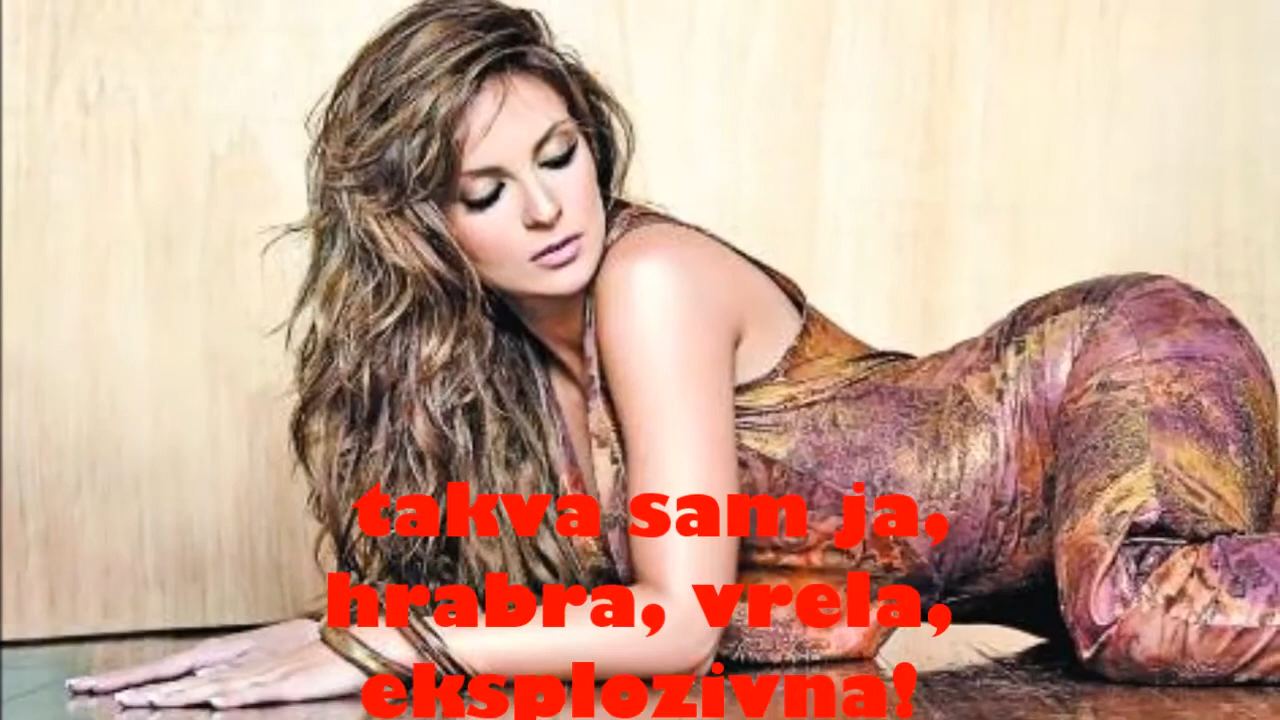 takva sam ja,
hrabra, vrela,
eksplozivna!